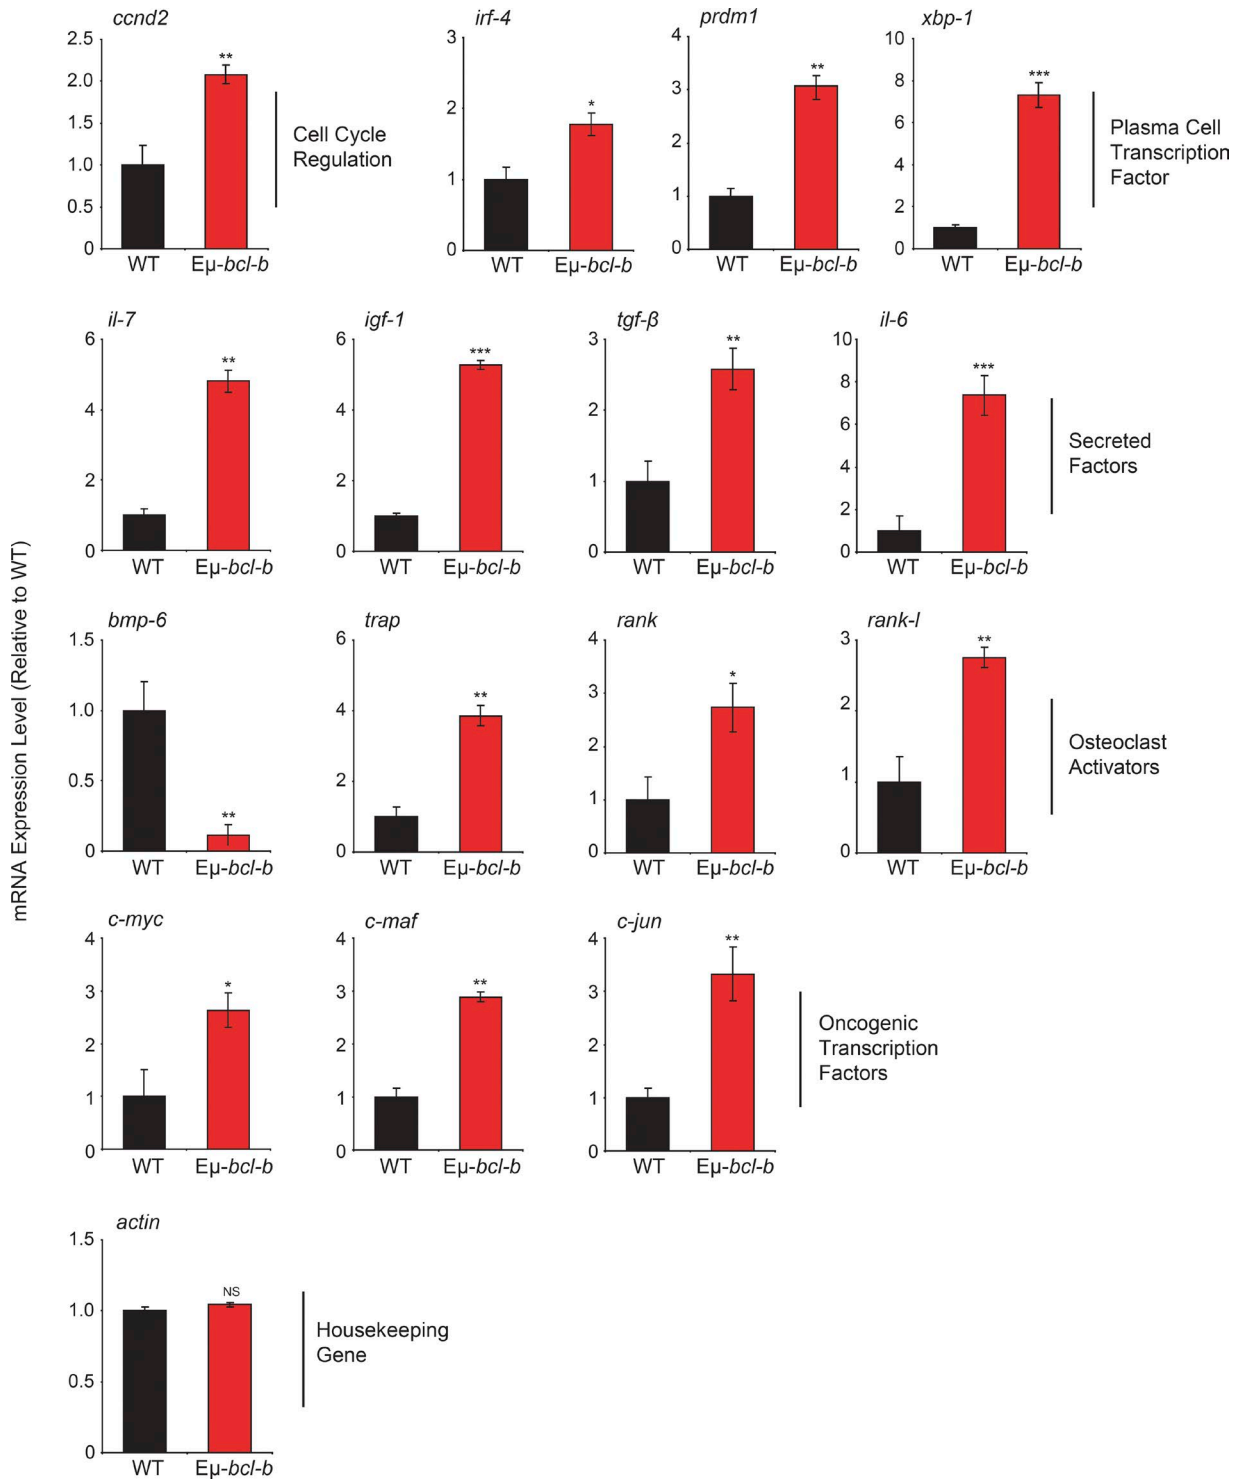 mRNA Expression Level (Relative to WT)
ccnd2
2.5
2.0
1.5
1.0
0.5
0
**
WT Eµ-bcl-b
Cell Cycle
Regulation
irf-4
3
2
1
0
*
WT Eµ-bcl-b
prdm1
4
3
2
1
0
**
WT Eµ-bcl-b
xbp-1
10
8
6
4
2
0
***
WT Eµ-bcl-b
Plasma Cell
Transcription
Factor
il-7
6
4
2
0
**
WT Eµ-bcl-b
igf-1
6
4
2
0
***
WT Eµ-bcl-b
tgf-β
3
2
1
0
**
WT Eµ-bcl-b
il-6
10
8
6
4
2
0
***
WT Eµ-bcl-b
Secreted
Factors
bmp-6
1.5
1.0
0.5
0
**
WT Eµ-bcl-b
trap
6
4
2
0
**
WT Eµ-bcl-b
rank
4
3
2
1
0
*
WT Eµ-bcl-b
rank-l
3
2
1
0
**
WT Eµ-bcl-b
Osteoclast
Activators
c-myc
4
3
2
1
0
*
WT Eµ-bcl-b
c-maf
4
3
2
1
0
**
WT Eµ-bcl-b
c-jun
4
3
2
1
0
**
WT Eµ-bcl-b
Oncogenic
Transcription
Factors
actin
1.5
1.0
0.5
0
NS
WT Eµ-bcl-b
Housekeeping
Gene